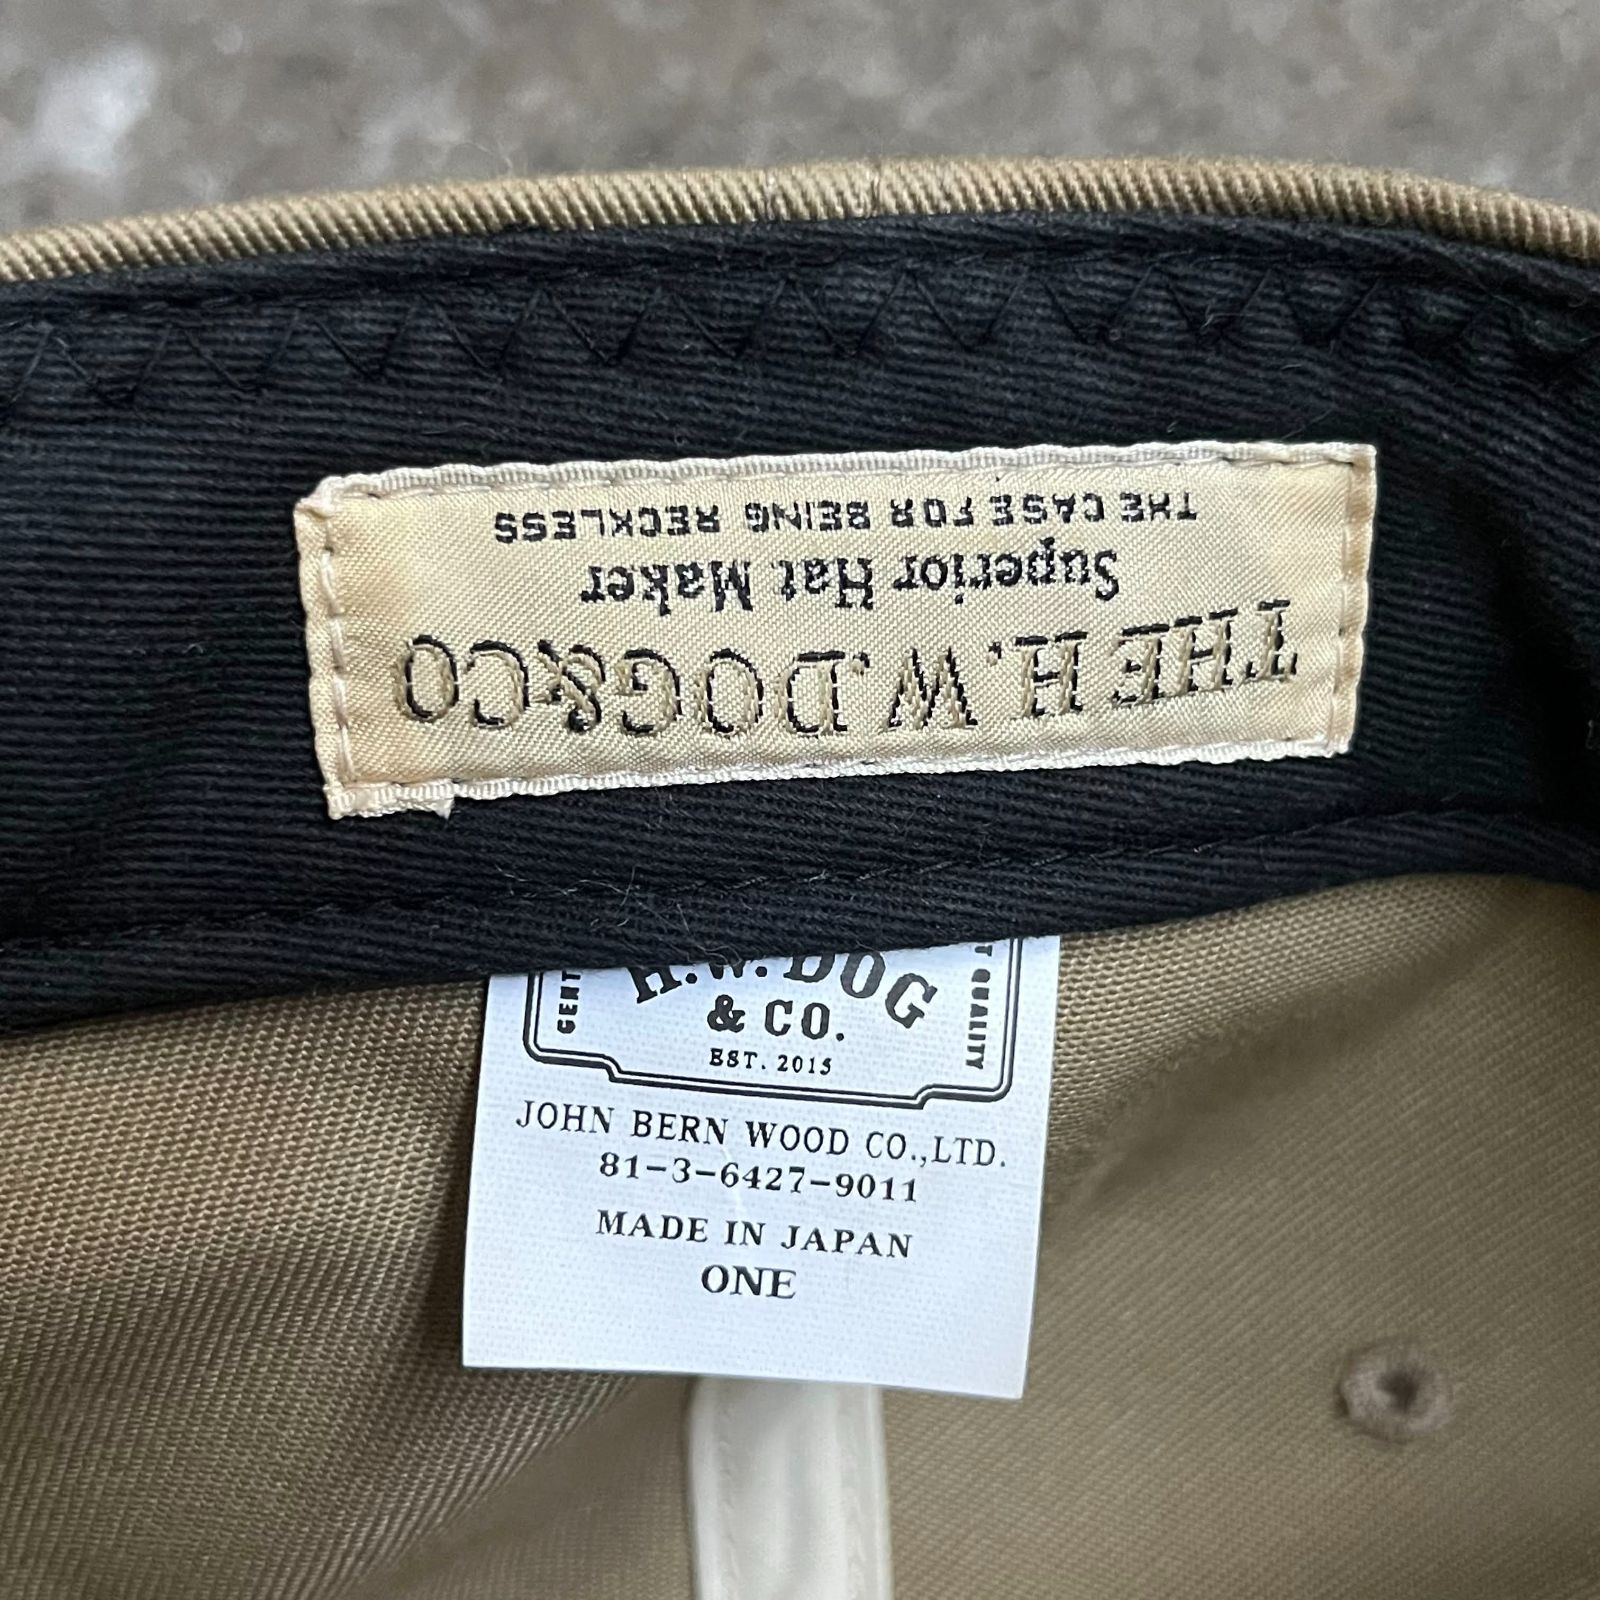 THE H.W.DOG&CO
Superior Hat Maker
THE CASE FOR BEING RECKLESS
H.W. DOG
& CO.
EST. 2015
QUALITY
JOHN BERN WOOD CO.,LTD.
81-3-6427-9011
MADE IN JAPAN
ONE